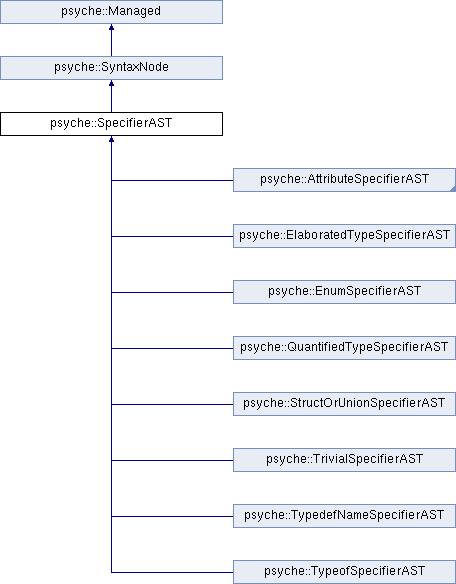 psyche::Managed
psyche::SyntaxNode
psyche::SpecifierAST
psyche::AttributeSpecifierAST
psyche::ElaboratedTypeSpecifierAST
psyche::EnumSpecifierAST
psyche::QuantifiedTypeSpecifierAST
psyche::StructOrUnionSpecifierAST
psyche::TrivialSpecifierAST
psyche::TypedefNameSpecifierAST
psyche::TypeofSpecifierAST